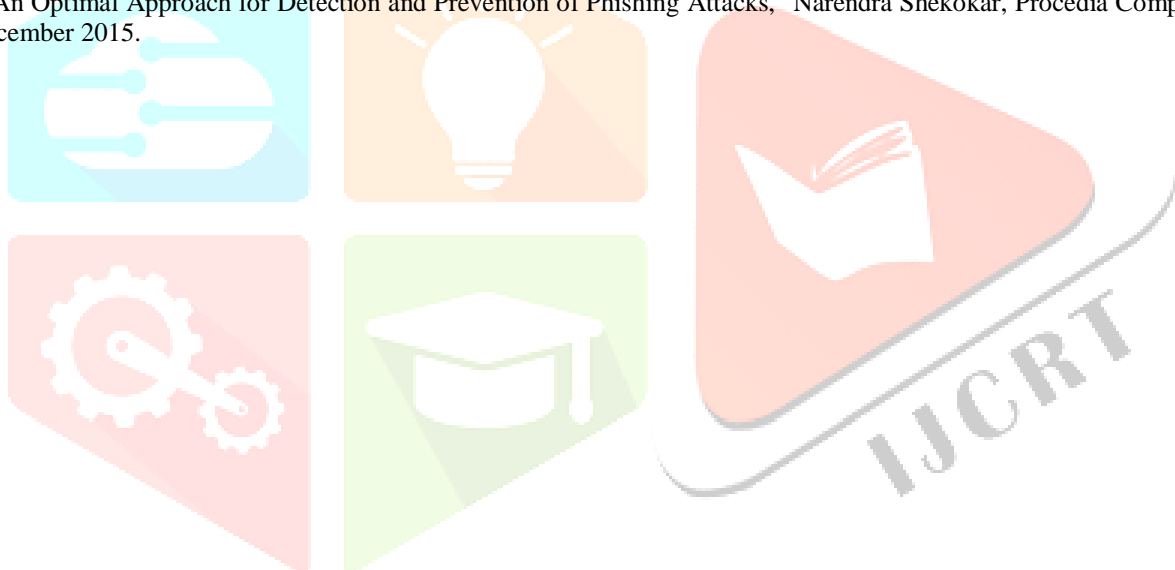 An Optimal Approach for Detection and Prevention of Phishing Attacks," Narendra Shekokar, Procedia Comp
cember 2015.
IJCRT